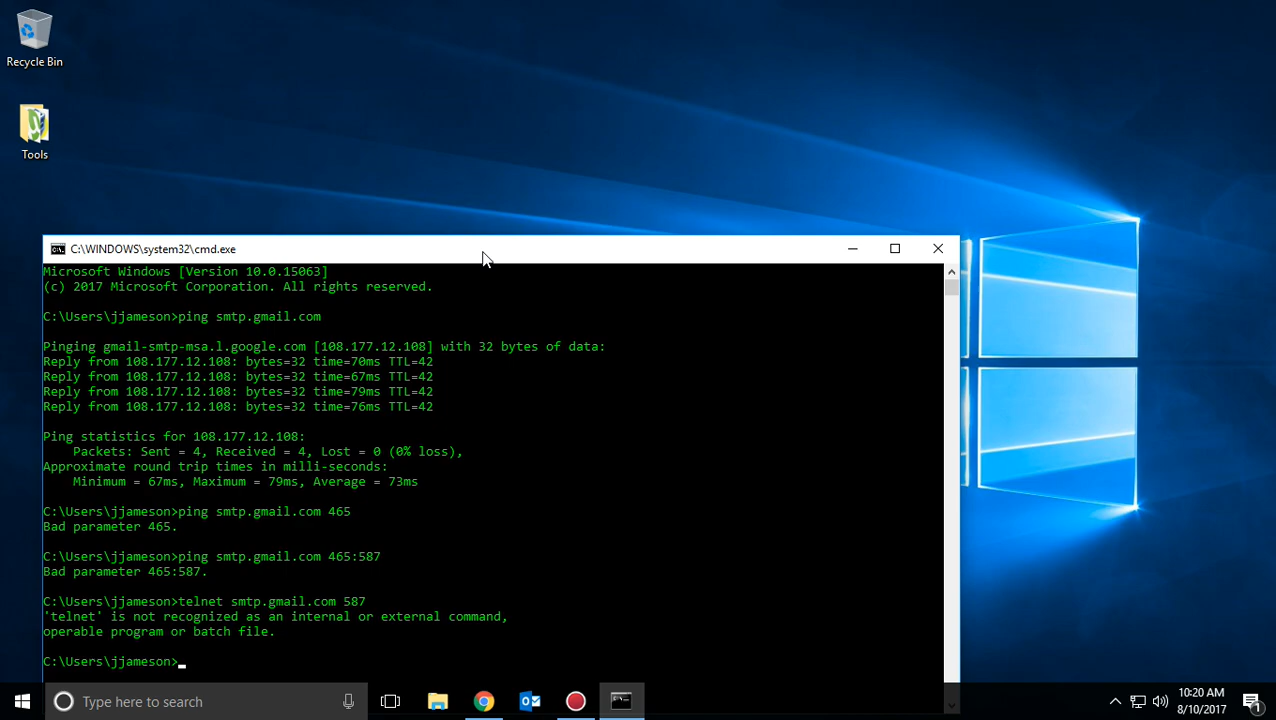 Recycle Bin
Tools
C:\WINDOWS\system32\cmd.exe
Microsoft Windows [Version 10.0.15063]
(c) 2017 Microsoft Corporation. All rights reserved.
C:\Users\jjameson>ping smtp.gmail.com
Pinging gmail-smtp-msa.l.google.com [108.177.12.108] with 32 bytes of data:
Reply from 108.177.12.108: bytes=32 time=70ms TTL=42
Reply from 108.177.12.108: bytes=32 time=67ms TTL=42
Reply from 108.177.12.108: bytes=32 time=79ms TTL=42
Reply from 108.177.12.108: bytes=32 time=76ms TTL=42
Ping statistics for 108.177.12.108:
    Packets: Sent = 4, Received = 4, Lost = 0 (0% loss),
Approximate round trip times in milli-seconds:
    Minimum = 67ms, Maximum = 79ms, Average = 73ms
C:\Users\jjameson>ping smtp.gmail.com 465
Bad parameter 465.
C:\Users\jjameson>ping smtp.gmail.com 465:587
Bad parameter 465:587.
C:\Users\jjameson>telnet smtp.gmail.com 587
'telnet' is not recognized as an internal or external command,
operable program or batch file.
C:\Users\jjameson>
Type here to search
10:20 AM
8/10/2017
1